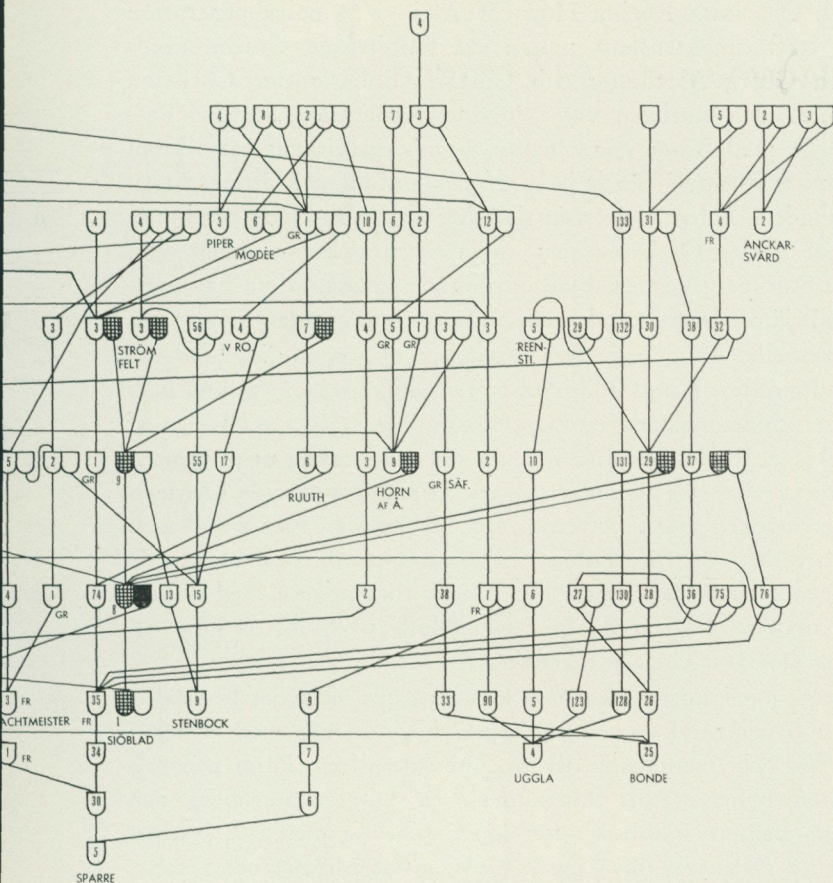 4
4 8 2 7 3 5 2 3
4 4 3 6 1 10 6 2 12 133 31 4 2
PIPER
MODÉE
GR
FR
ANCKAR-
SVÄRD
3 3 3 56 4 7 4 5 1 3 3 5 29 132 30 38 32
STRÖM
FELT
V RO.
GR GR
REEN-
STI.
5 2 1 9 55 17 6 3 9 1 2 10 131 29 37
GR
RUUTH
HORN
AF Å.
GR SÄF.
4 1 74 8 13 15 2 38 1 6 27 130 28 36 75 76
GR
FR
3 FR 35 1 9 9 33 90 5 123 128 26
ACHTMEISTER FR
SJÖBLAD
STENBOCK
1 FR 34 7 4 25
UGGLA
BONDE
30 6
5
SPARRE